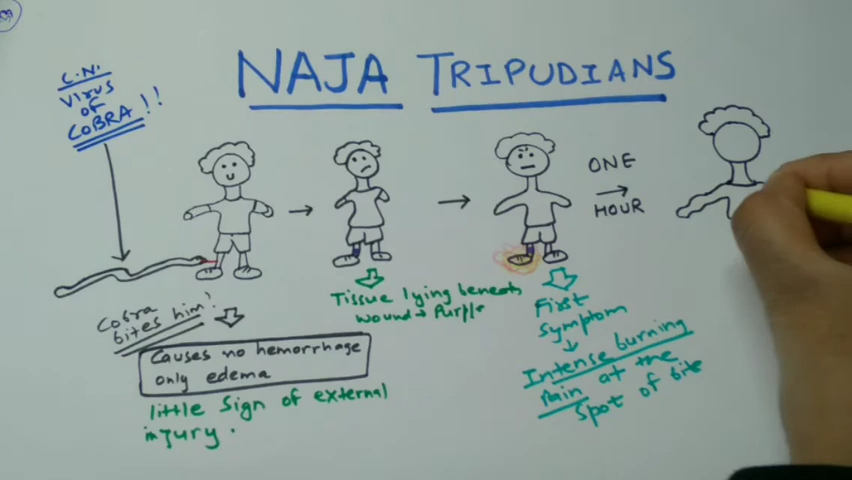 NAJA TRIPUDIANS
C.N.
Virus
OF
COBRA !!
ONE
HOUR
Cobra
bites him!
Causes no hemorrhage
only edema
little sign of external
injury.
Tissue lying beneats
wound → Purple
First
symptom
↓
Intense burning
Pain at the
spot of bite